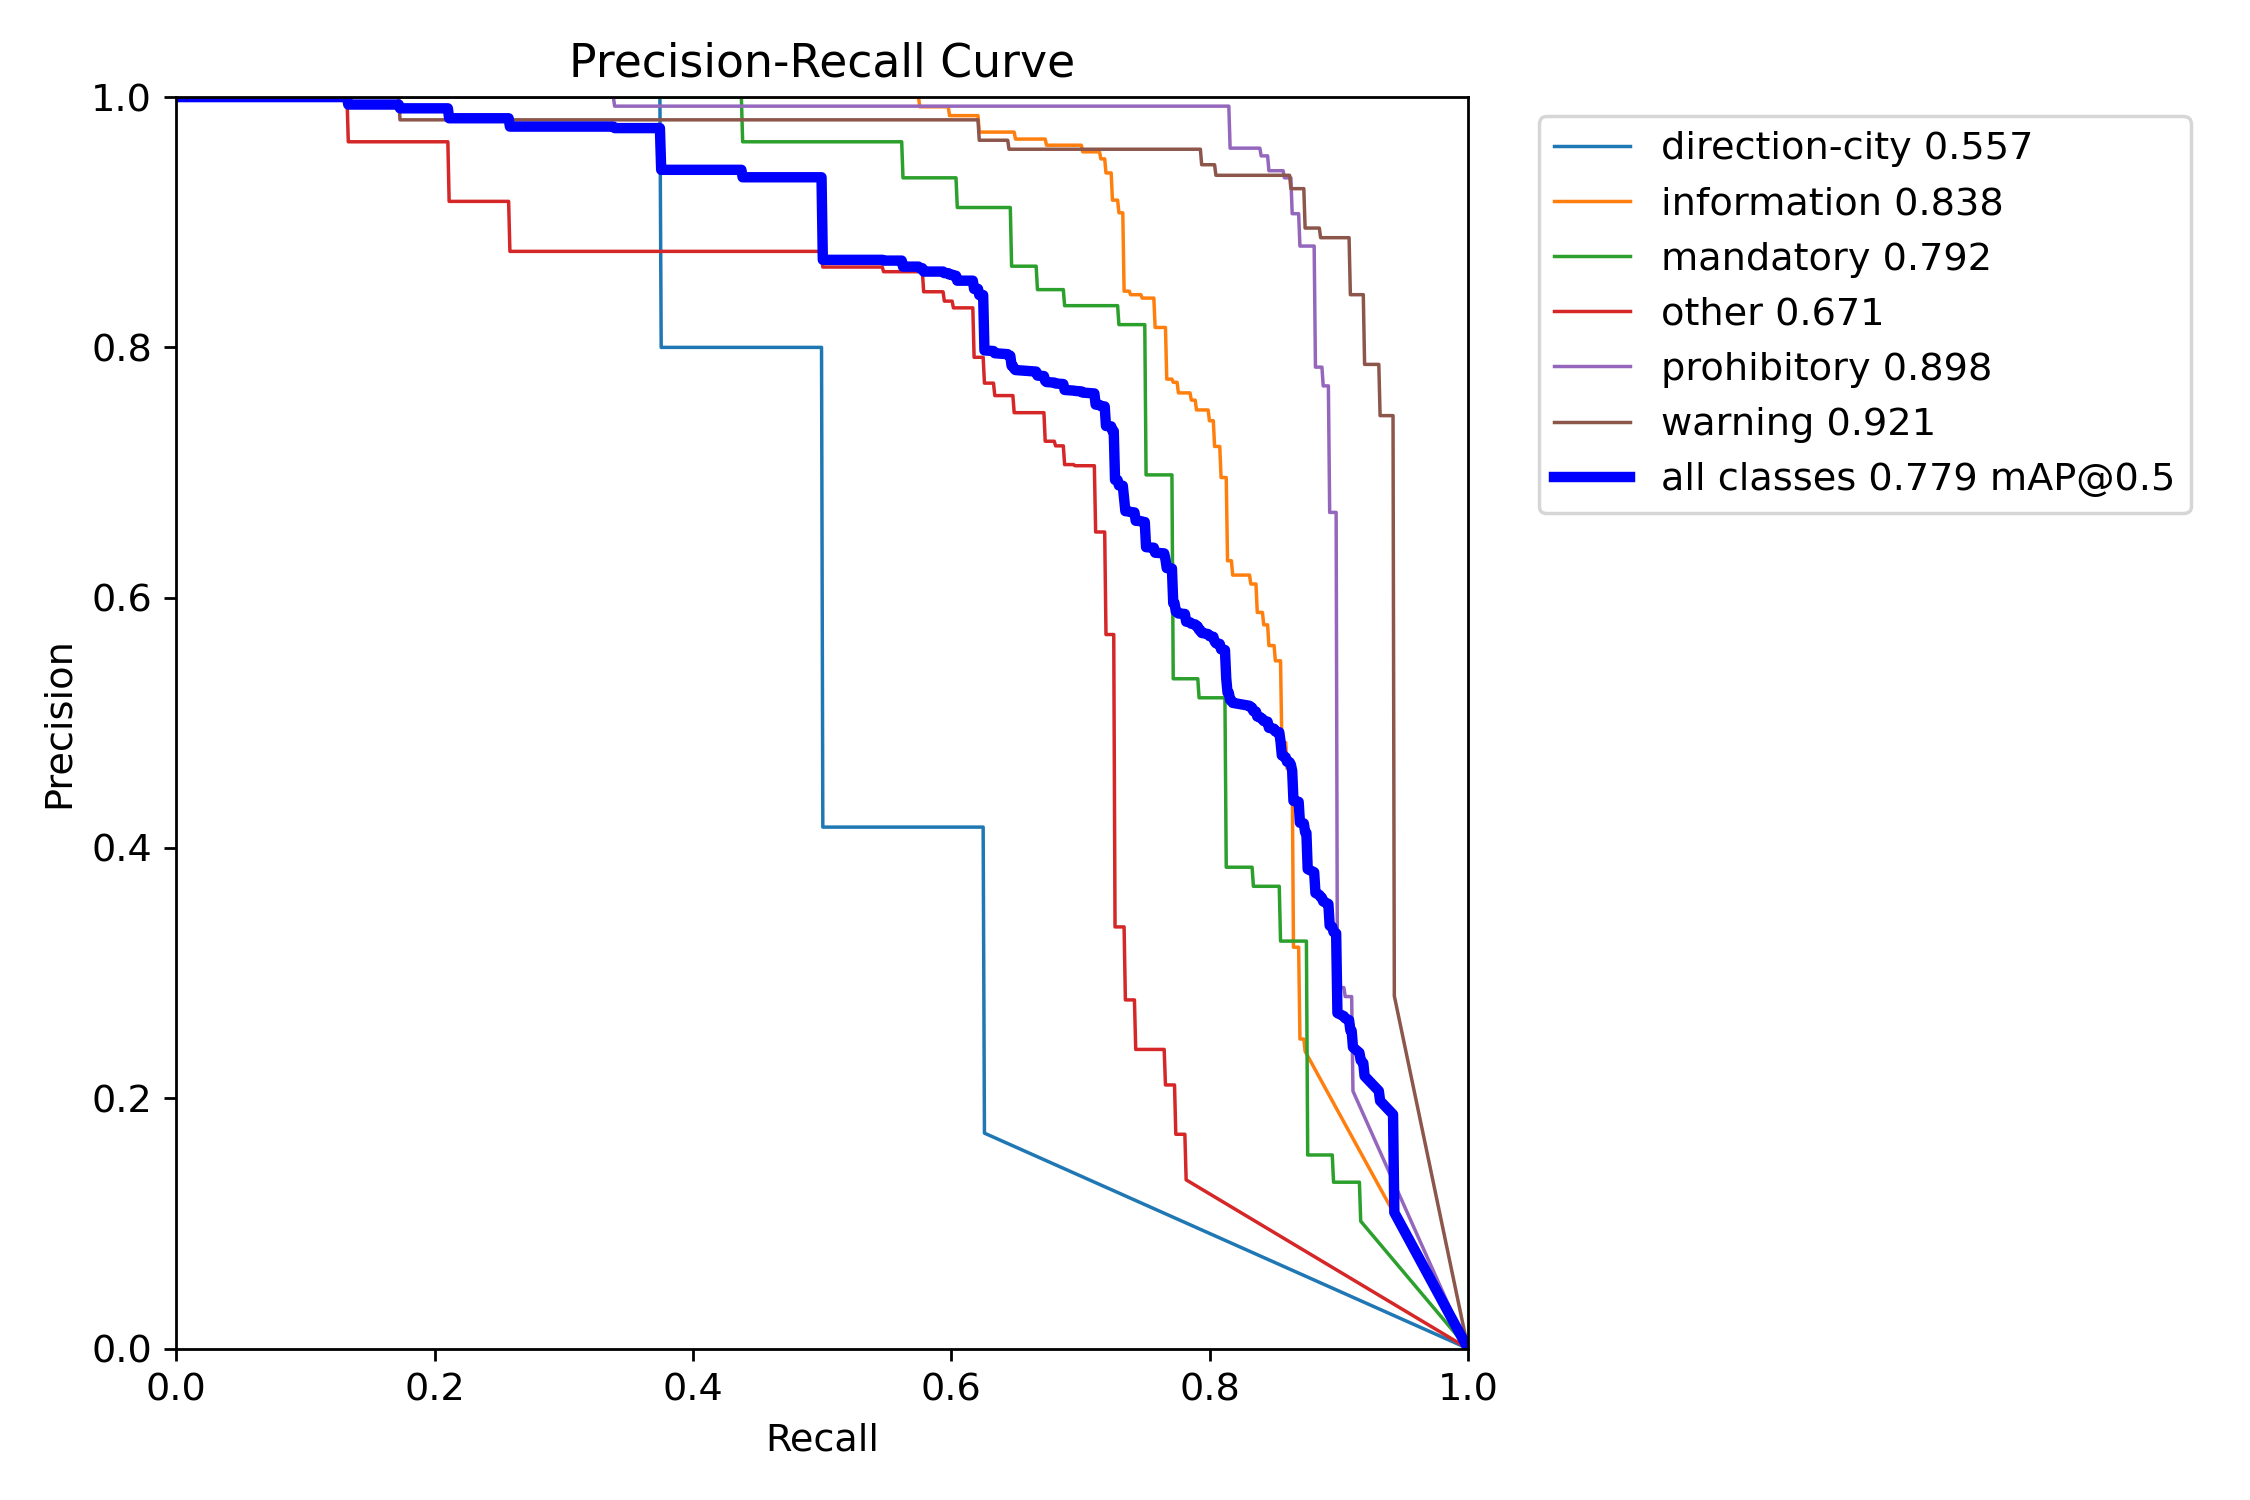 Precision-Recall Curve
1.0
0.8
0.6
0.4
0.2
0.0
Precision
0.0 0.2 0.4 0.6 0.8 1.0
Recall
direction-city 0.557
information 0.838
mandatory 0.792
other 0.671
prohibitory 0.898
warning 0.921
all classes 0.779 mAP@0.5